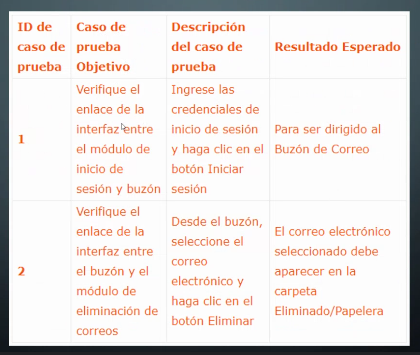 ID de
caso de
prueba
Caso de
prueba
Objetivo
Descripción
del caso de
prueba
Resultado Esperado
1
Verifique el
enlace de la
interfaz entre
el módulo de
inicio de
sesión y buzón
Ingrese las
credenciales de
inicio de sesión
y haga clic en el
botón Iniciar
sesión
Para ser dirigido al
Buzón de Correo
2
Verifique el
enlace de la
interfaz entre
el buzón y el
módulo de
eliminación de
correos
Desde el buzón,
seleccione el
correo
electrónico y
haga clic en el
botón Eliminar
El correo electrónico
seleccionado debe
aparecer en la
carpeta
Eliminado/Papelera